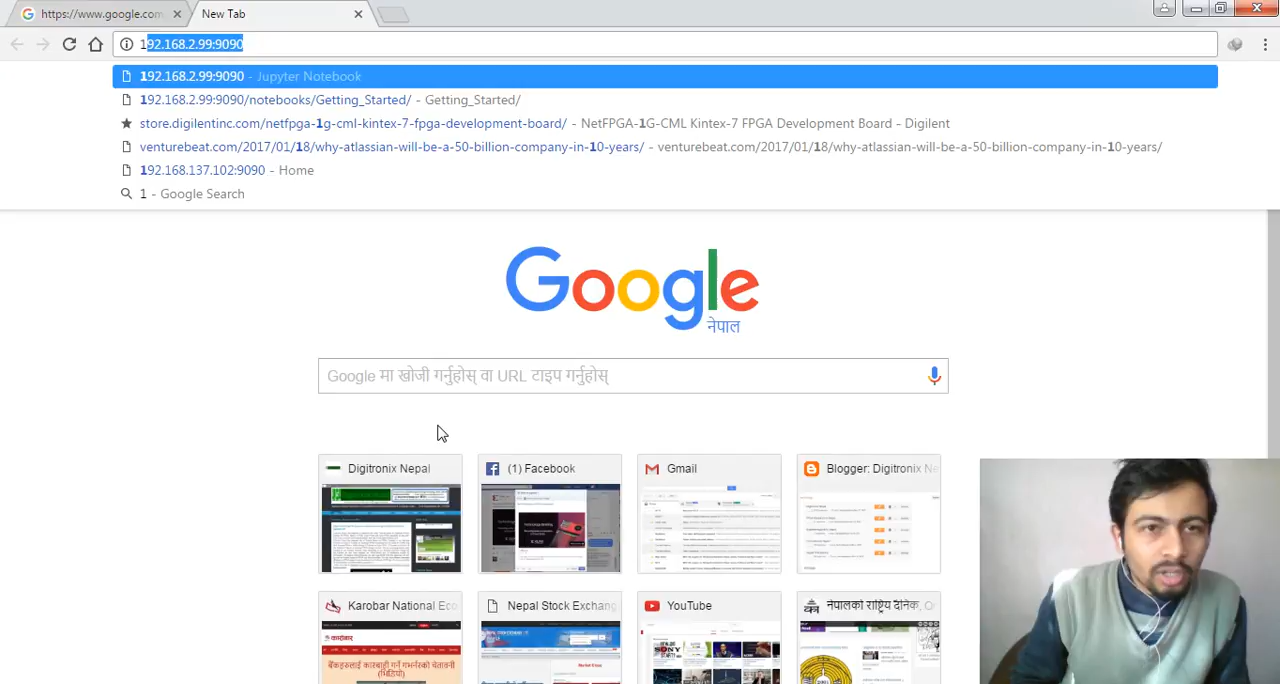 https://www.google.com
New Tab
192.168.2.99:9090
192.168.2.99:9090 - Jupyter Notebook
192.168.2.99:9090/notebooks/Getting_Started/ - Getting_Started/
store.digilentinc.com/netfpga-1g-cml-kintex-7-fpga-development-board/ - NetFPGA-1G-CML Kintex-7 FPGA Development Board - Digilent
venturebeat.com/2017/01/18/why-atlassian-will-be-a-50-billion-company-in-10-years/ - venturebeat.com/2017/01/18/why-atlassian-will-be-a-50-billion-company-in-10-years/
192.168.137.102:9090 - Home
1 - Google Search
Google
नेपाल
Google मा खोजी गर्नुहोस् वा URL टाइप गर्नुहोस्
Digitronix Nepal
(1) Facebook
Gmail
Blogger: Digitronix Ne
Karobar National Eco
Nepal Stock Exchang
YouTube
नेपालको राष्ट्रिय दैनिक, O